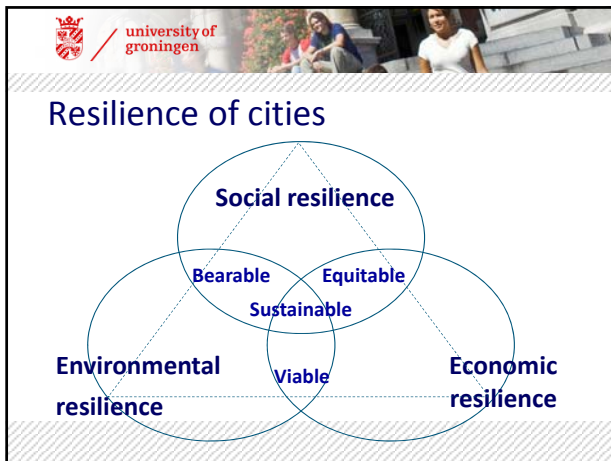 university of
groningen
Resilience of cities
Social resilience
Bearable
Equitable
Sustainable
Environmental
resilience
Viable
Economic
resilience